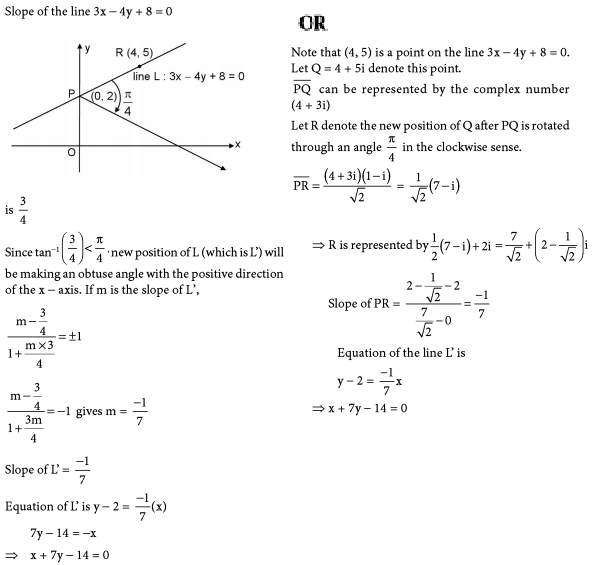 Slope of the line 3x − 4y + 8 = 0
y
R (4, 5)
line L : 3x − 4y + 8 = 0
P
(0, 2)
π/4
x
O
is 3/4
Since tan⁻¹(3/4) < π/4 · new position of L (which is L’) will
be making an obtuse angle with the positive direction
of the x – axis. If m is the slope of L’,
(m − 3/4)/(1 + (m × 3)/4) = ±1
(m − 3/4)/(1 + 3m/4) = −1 gives m = −1/7
Slope of L’ = −1/7
Equation of L’ is y − 2 = −1/7 (x)
7y − 14 = −x
⇒ x + 7y − 14 = 0
OR
Note that (4, 5) is a point on the line 3x − 4y + 8 = 0.
Let Q = 4 + 5i denote this point.
P̅Q̅ can be represented by the complex number
(4 + 3i)
Let R denote the new position of Q after PQ is rotated
through an angle π/4 in the clockwise sense.
P̅R̅ = (4 + 3i)(1 − i)/√2 = 1/√2 (7 − i)
⇒ R is represented by 1/2 (7 − i) + 2i = 7/√2 + (2 − 1/√2) i
Slope of PR = (2 − 1/√2 − 2)/(7/√2 − 0) = −1/7
Equation of the line L’ is
y − 2 = −1/7 x
⇒ x + 7y − 14 = 0